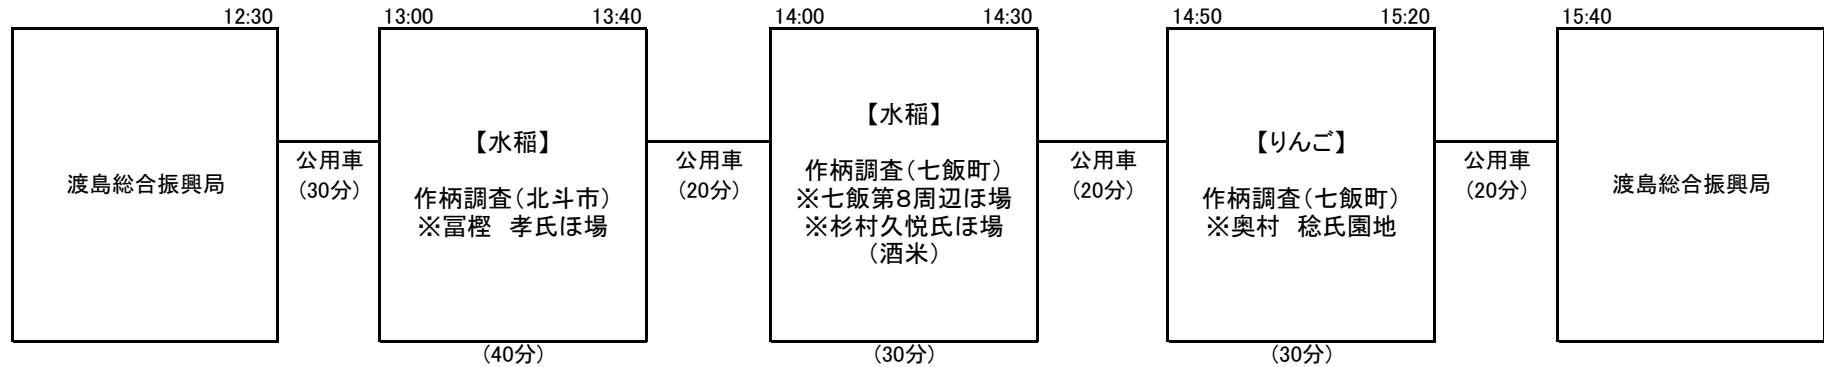 12:30
13:00
13:40
14:00
14:30
14:50
15:20
15:40
渡島総合振興局
公用車
(30分)
【水稲】
作柄調査(北斗市)
※冨樫 孝氏ほ場
(40分)
公用車
(20分)
【水稲】
作柄調査(七飯町)
※七飯第8周辺ほ場
※杉村久悦氏ほ場
(酒米)
(30分)
公用車
(20分)
【りんご】
作柄調査(七飯町)
※奥村 稔氏園地
(30分)
公用車
(20分)
渡島総合振興局